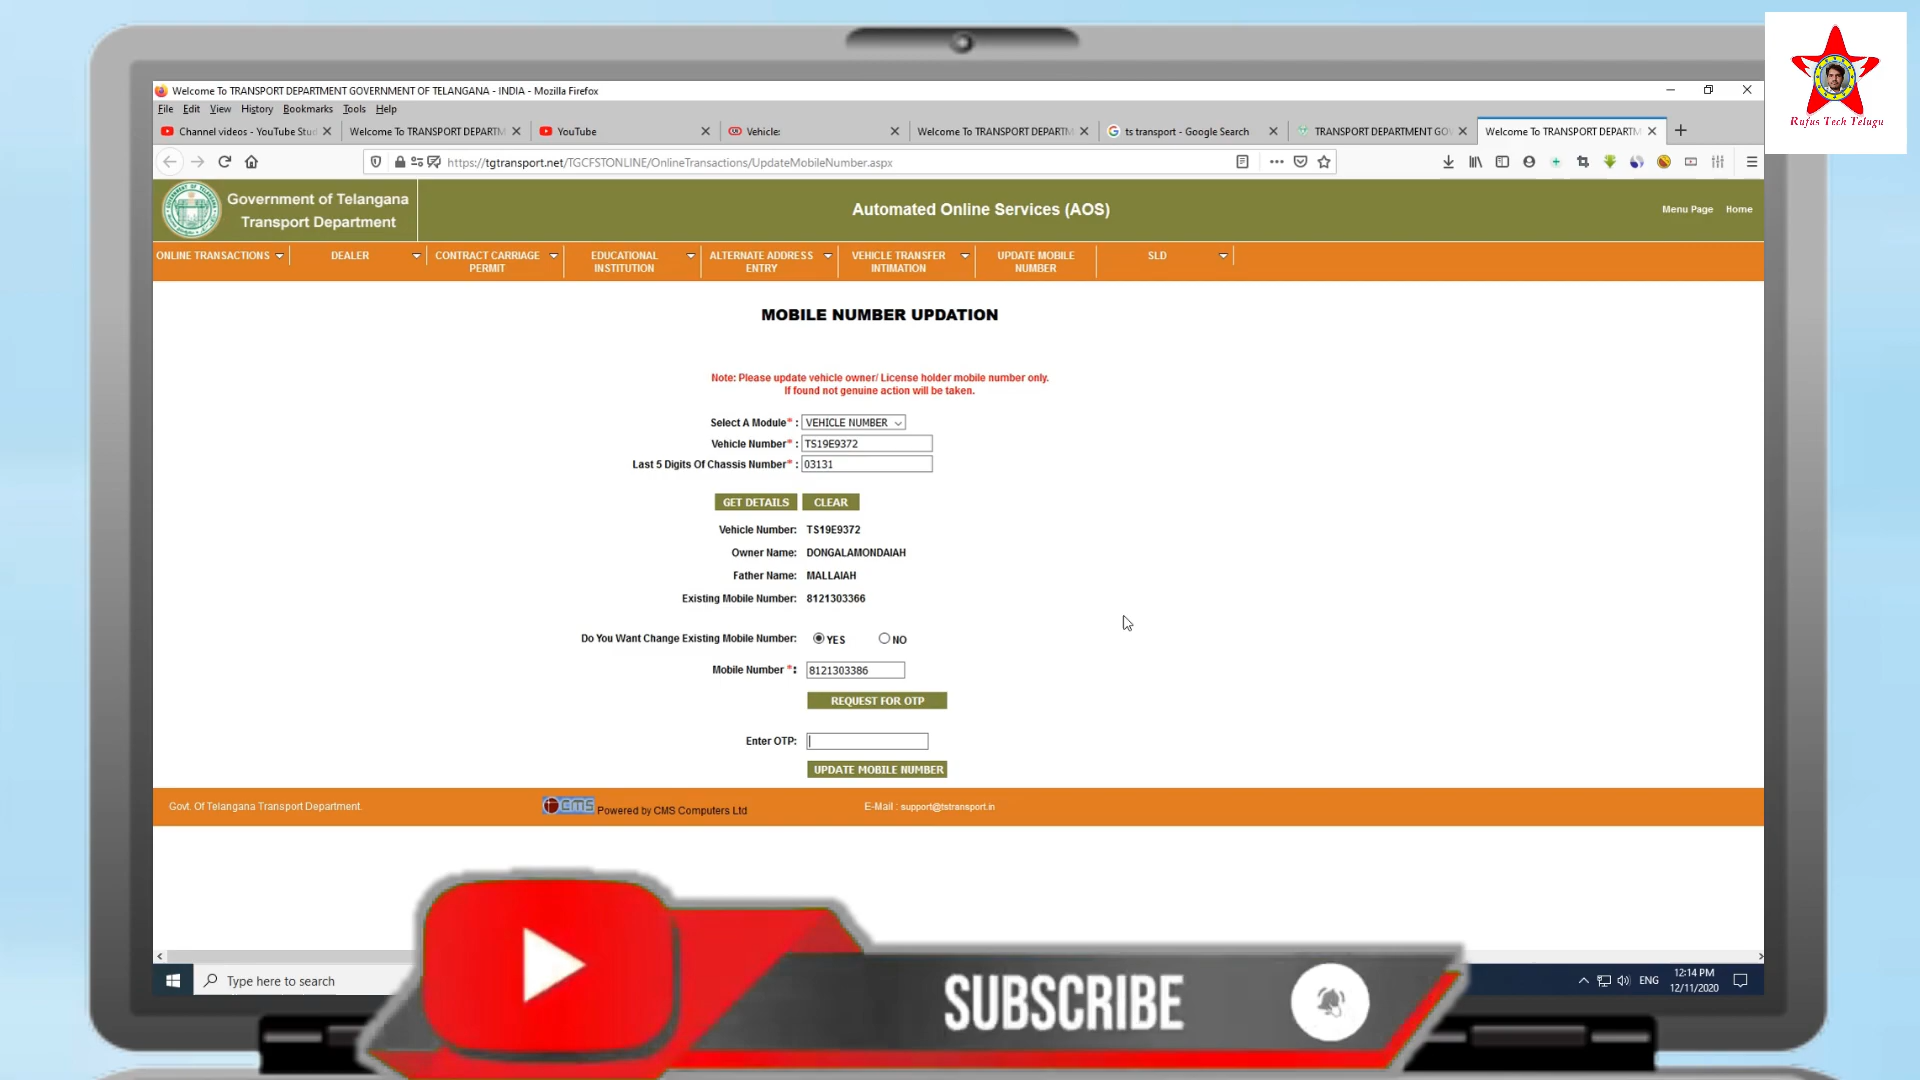 Rufus Tech Telugu
Welcome To TRANSPORT DEPARTMENT GOVERNMENT OF TELANGANA - INDIA - Mozilla Firefox
File Edit View History Bookmarks Tools Help
Channel videos - YouTube Stud
Welcome To TRANSPORT DEPARTM
YouTube
Vehicle:
Welcome To TRANSPORT DEPARTM
ts transport - Google Search
TRANSPORT DEPARTMENT GO
Welcome To TRANSPORT DEPARTM
https://tgtransport.net/TGCFSTONLINE/OnlineTransactions/UpdateMobileNumber.aspx
Government of Telangana
Transport Department
Automated Online Services (AOS)
Menu Page Home
ONLINE TRANSACTIONS
DEALER
CONTRACT CARRIAGE
PERMIT
EDUCATIONAL
INSTITUTION
ALTERNATE ADDRESS
ENTRY
VEHICLE TRANSFER
INTIMATION
UPDATE MOBILE
NUMBER
SLD
MOBILE NUMBER UPDATION
Note: Please update vehicle owner/ License holder mobile number only.
If found not genuine action will be taken.
Select A Module* : VEHICLE NUMBER
Vehicle Number* : TS19E9372
Last 5 Digits Of Chassis Number* : 03131
GET DETAILS CLEAR
Vehicle Number: TS19E9372
Owner Name: DONGALAMONDAIAH
Father Name: MALLAIAH
Existing Mobile Number: 8121303366
Do You Want Change Existing Mobile Number: YES NO
Mobile Number *: 8121303386
REQUEST FOR OTP
Enter OTP:
UPDATE MOBILE NUMBER
Govt. Of Telangana Transport Department.
CMS Powered by CMS Computers Ltd
E-Mail : support@tstransport.in
Type here to search
ENG
12:14 PM
12/11/2020
SUBSCRIBE